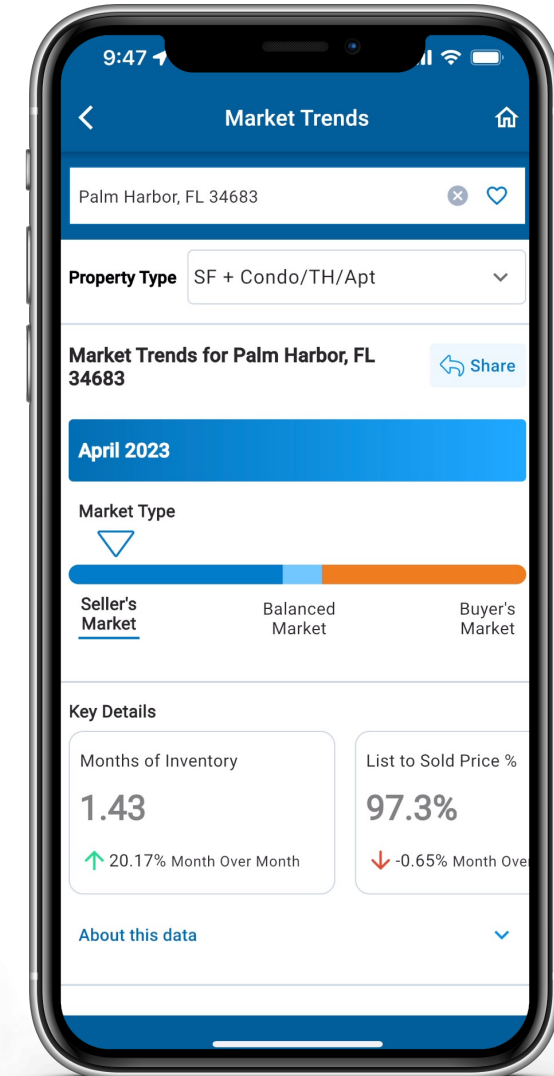 9:47
Market Trends
Palm Harbor, FL 34683
Property Type SF + Condo/TH/Apt
Market Trends for Palm Harbor, FL
34683
Share
April 2023
Market Type
Seller's
Market
Balanced
Market
Buyer's
Market
Key Details
Months of Inventory
1.43
20.17% Month Over Month
List to Sold Price %
97.3%
-0.65% Month Ove
About this data